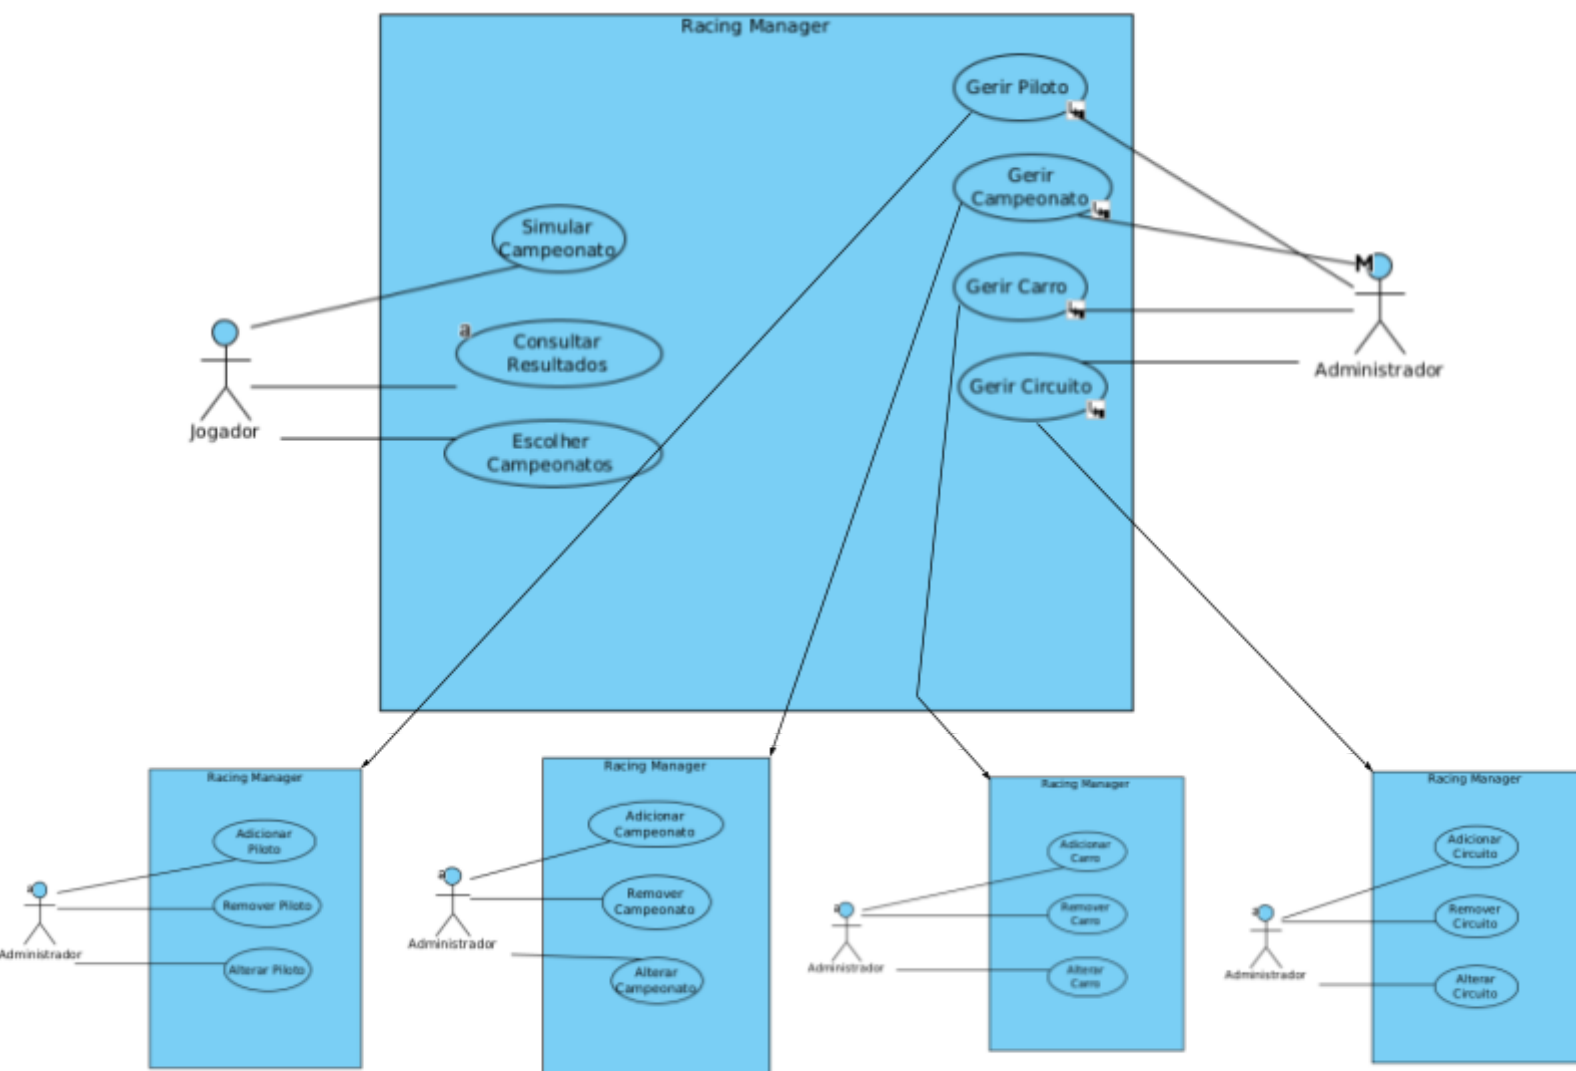 Racing Manager
Gerir Piloto
Gerir
Campeonato
Simular
Campeonato
Gerir Carro
M
a
Consultar
Resultados
Gerir Circuito
Administrador
Jogador
Escolher
Campeonatos
Racing Manager
Adicionar
Piloto
Remover Piloto
Alterar Piloto
a
Administrador
Racing Manager
Adicionar
Campeonato
Remover
Campeonato
Alterar
Campeonato
a
Administrador
Racing Manager
Adicionar
Carro
Remover
Carro
Alterar
Carro
a
Administrador
Racing Manager
Adicionar
Circuito
Remover
Circuito
Alterar
Circuito
a
Administrador